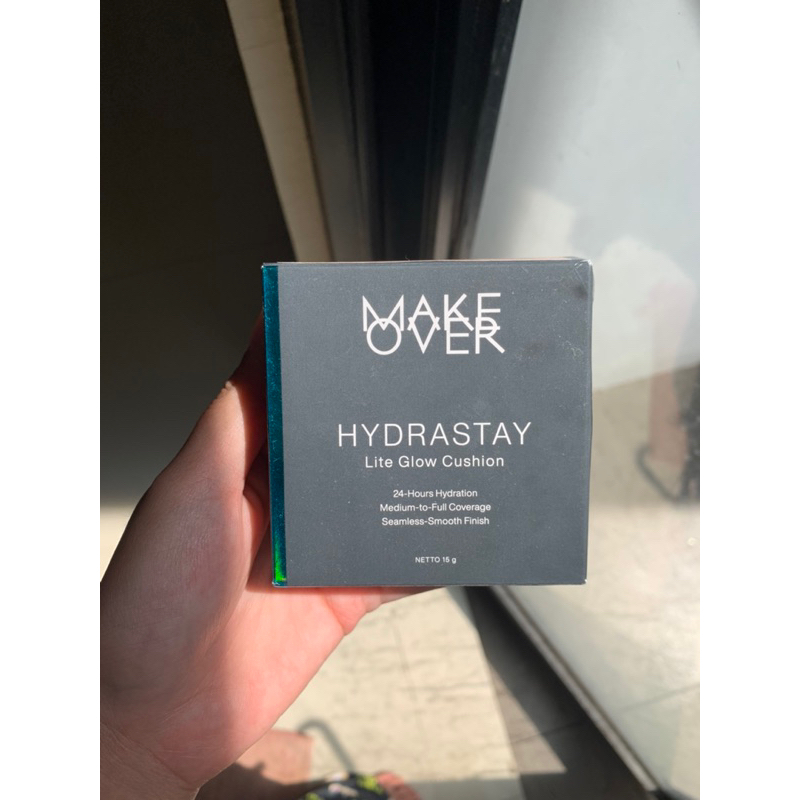 MAKE
OVER
HYDRASTAY
Lite Glow Cushion
24-Hours Hydration
Medium-to-Full Coverage
Seamless-Smooth Finish
NETTO 15 g